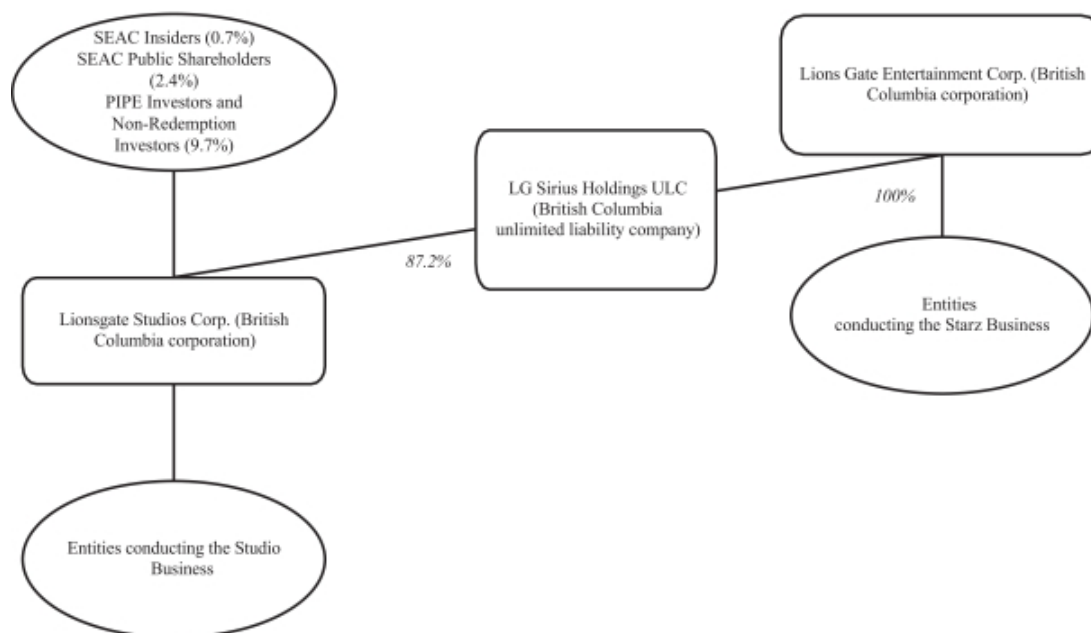 SEAC Insiders (0.7%)
SEAC Public Shareholders
(2.4%)
PIPE Investors and
Non-Redemption
Investors (9.7%)
Lions Gate Entertainment Corp. (British
Columbia corporation)
LG Sirius Holdings ULC
(British Columbia
unlimited liability company)
100%
87.2%
Lionsgate Studios Corp. (British
Columbia corporation)
Entities
conducting the Starz Business
Entities conducting the Studio
Business